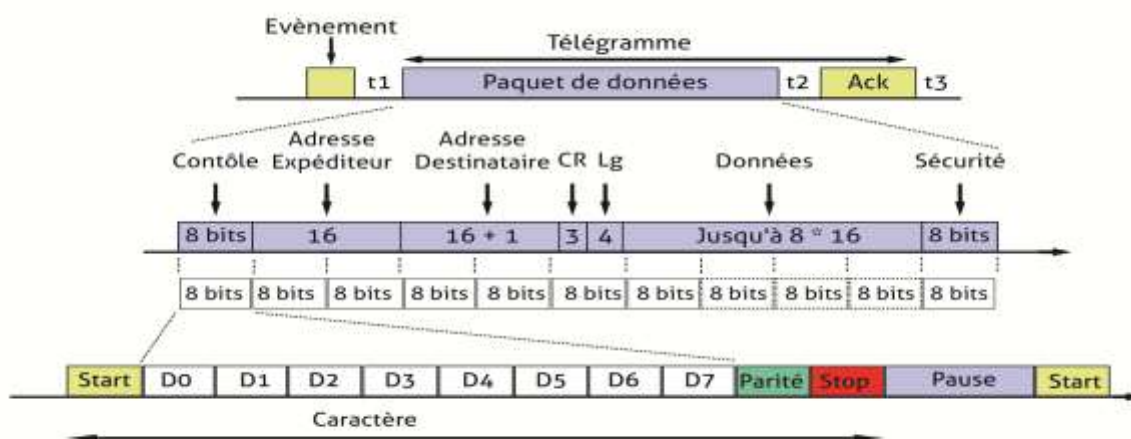 Evènement
Télégramme
t1 Paquet de données t2 Ack t3
Contôle Adresse Expéditeur Adresse Destinataire CR Lg Données Sécurité
8 bits 16 16 + 1 3 4 Jusqu'à 8 * 16 8 bits
8 bits 8 bits 8 bits 8 bits 8 bits 8 bits 8 bits 8 bits 8 bits 8 bits 8 bits
Start D0 D1 D2 D3 D4 D5 D6 D7 Parité Stop Pause Start
Caractère